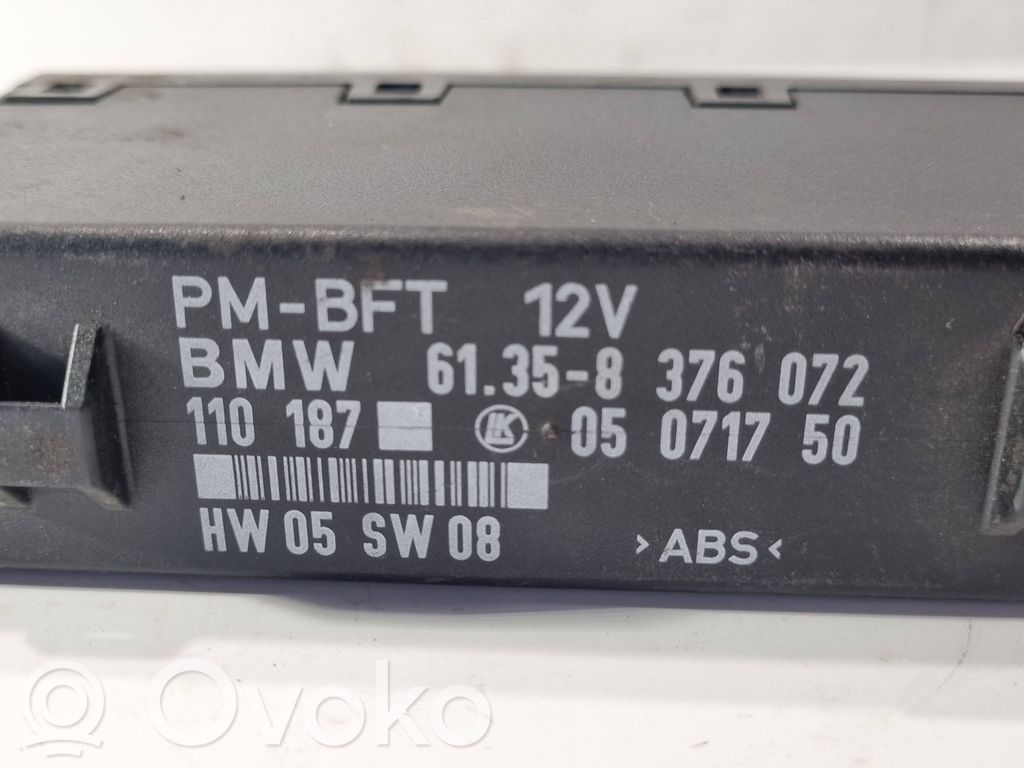 PM-BFT 12V
BMW 61.35-8 376 072
110 187 LK 05 0717 50
HW 05 SW 08 >ABS<
Ovoko